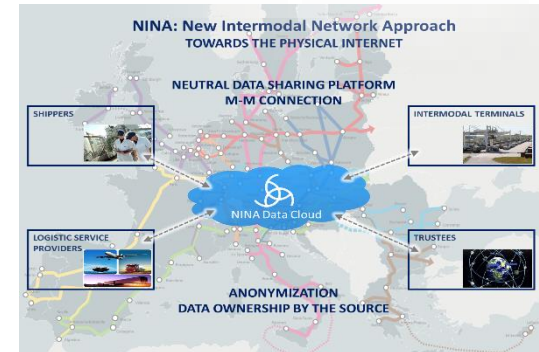 NINA: New Intermodal Network Approach
TOWARDS THE PHYSICAL INTERNET
NEUTRAL DATA SHARING PLATFORM
M-M CONNECTION
SHIPPERS
INTERMODAL TERMINALS
NINA Data Cloud
LOGISTIC SERVICE
PROVIDERS
TRUSTEES
ANONYMIZATION
DATA OWNERSHIP BY THE SOURCE